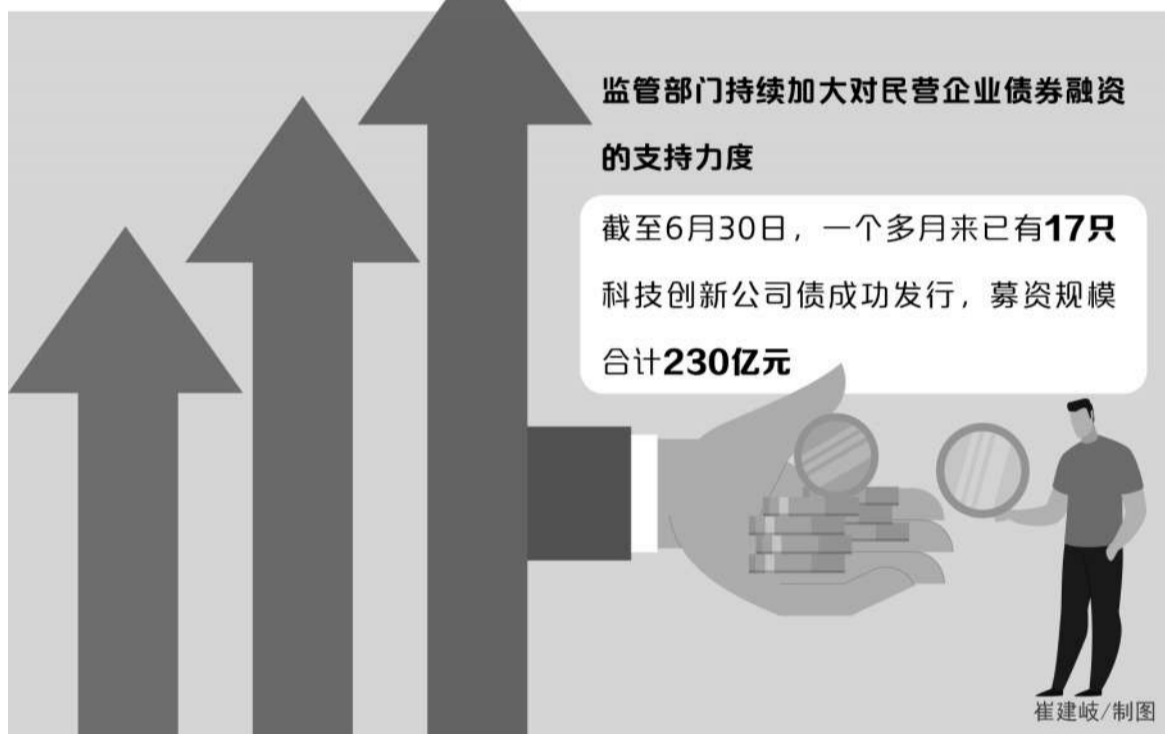 监管部门持续加大对民营企业债券融资
的支持力度
截至6月30日，一个多月来已有17只
科技创新公司债成功发行，募资规模
合计230亿元
崔建岐/制图